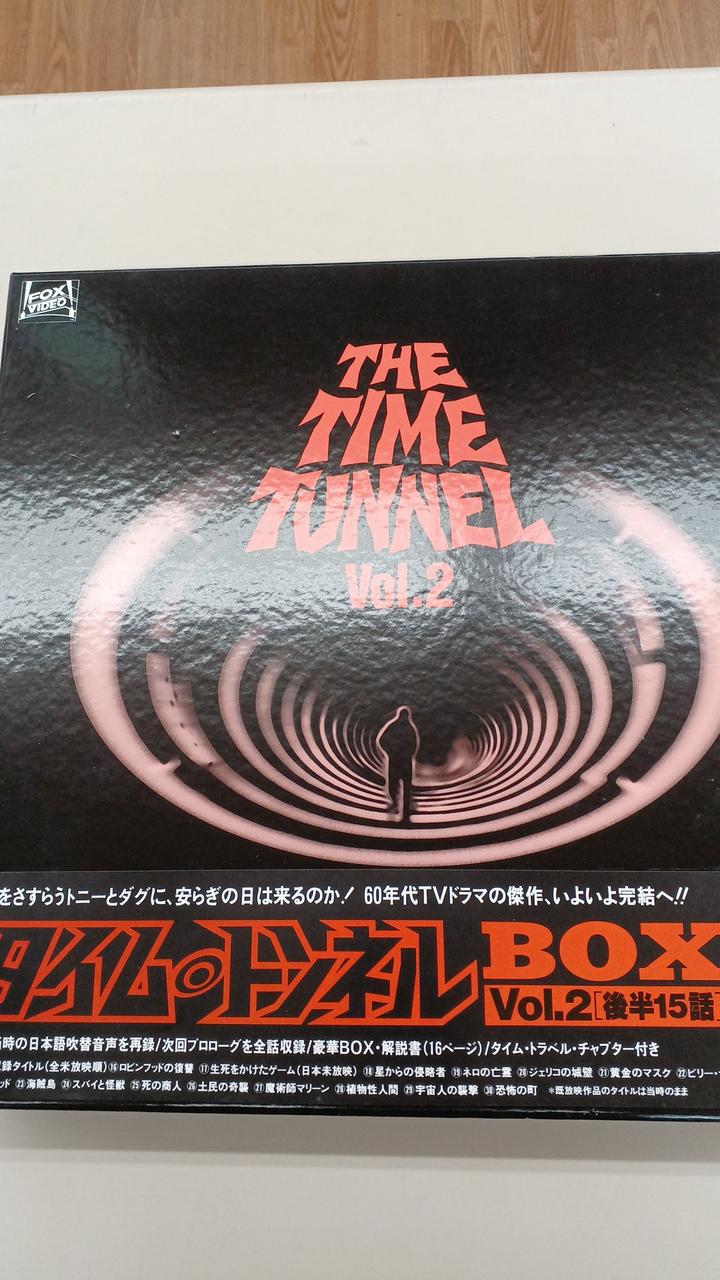 FOX
VIDEO
THE
TIME
TUNNEL
Vol.2
をさすらうトニーとダグに、安らぎの日は来るのか! 60年代TVドラマの傑作、いよいよ完結へ!!
タイム・トンネル BOX
Vol.2[後半15話]
時の日本語吹替音声を再録/次回プロローグを全話収録/豪華BOX・解説書(16ページ)/タイム・トラベル・チャプター付き
録タイトル(全米放映順) ⑯ロビンフッドの復讐 ⑰生死をかけたゲーム(日本未放映) ⑱星からの侵略者 ⑲ネロの亡霊 ⑳ジェリコの城壁 ㉑黄金のマスク ㉒ビリー・
ッド ㉓海賊島 ㉔スパイと怪獣 ㉕死の商人 ㉖土民の奇襲 ㉗魔術師マリーン ㉘植物性人間 ㉙宇宙人の襲撃 ㉚恐怖の町 *既放映作品のタイトルは当時のまま